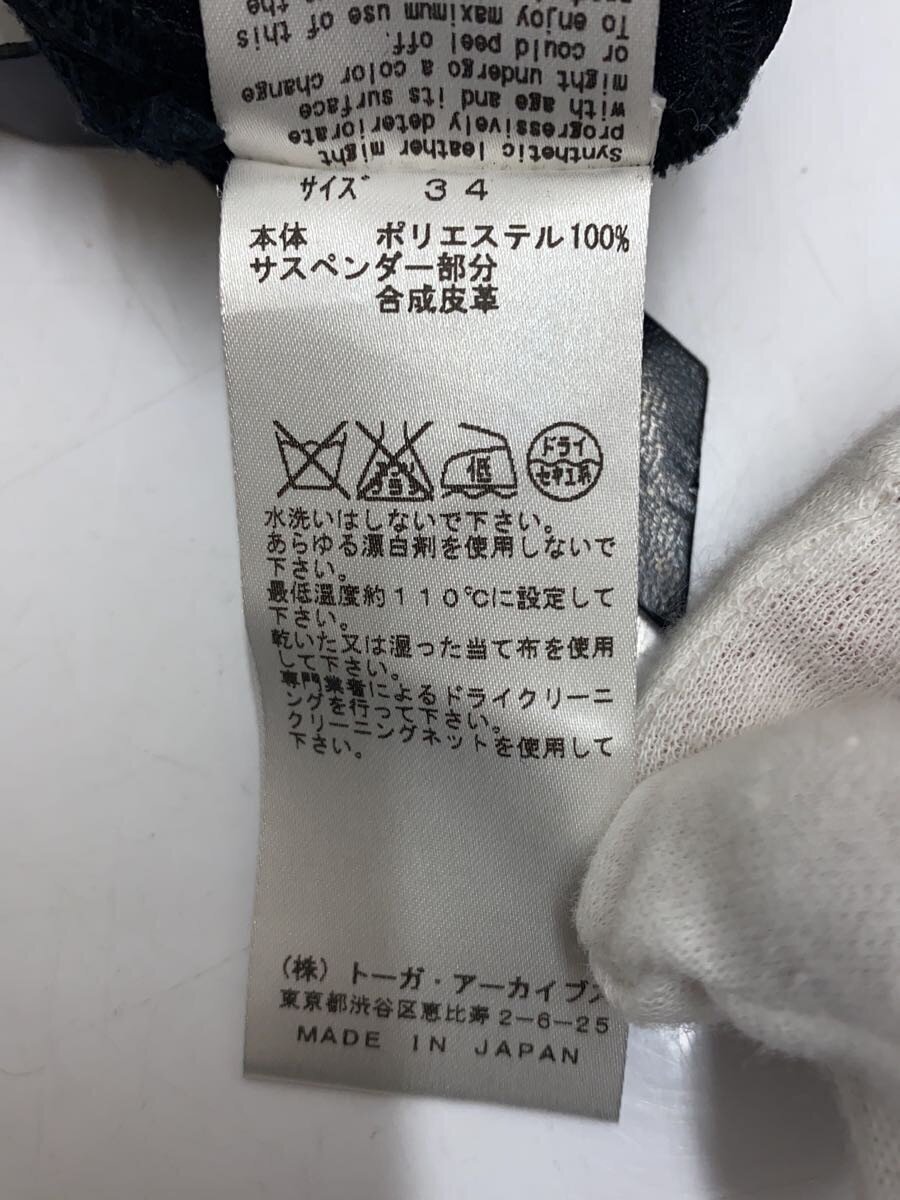 Synthetic leather might
progressively deteriorate
with age and its surface
might undergo a color change
or could peel off.
To enjoy maximum use of this
サイズ 34
本体 ポリエステル100%
サスペンダー部分
合成皮革
エンソ
サラシ
低
ドライ
セキユ系
水洗いはしないで下さい。
あらゆる漂白剤を使用しないで
下さい。
最低温度約110℃に設定して
下さい。
乾いた又は湿った当て布を使用
して下さい。
専門業者によるドライクリーニ
ングを行って下さい。
クリーニングネットを使用して
下さい。
(株)トーガ・アーカイブス
東京都渋谷区恵比寿2-6-25
MADE IN JAPAN